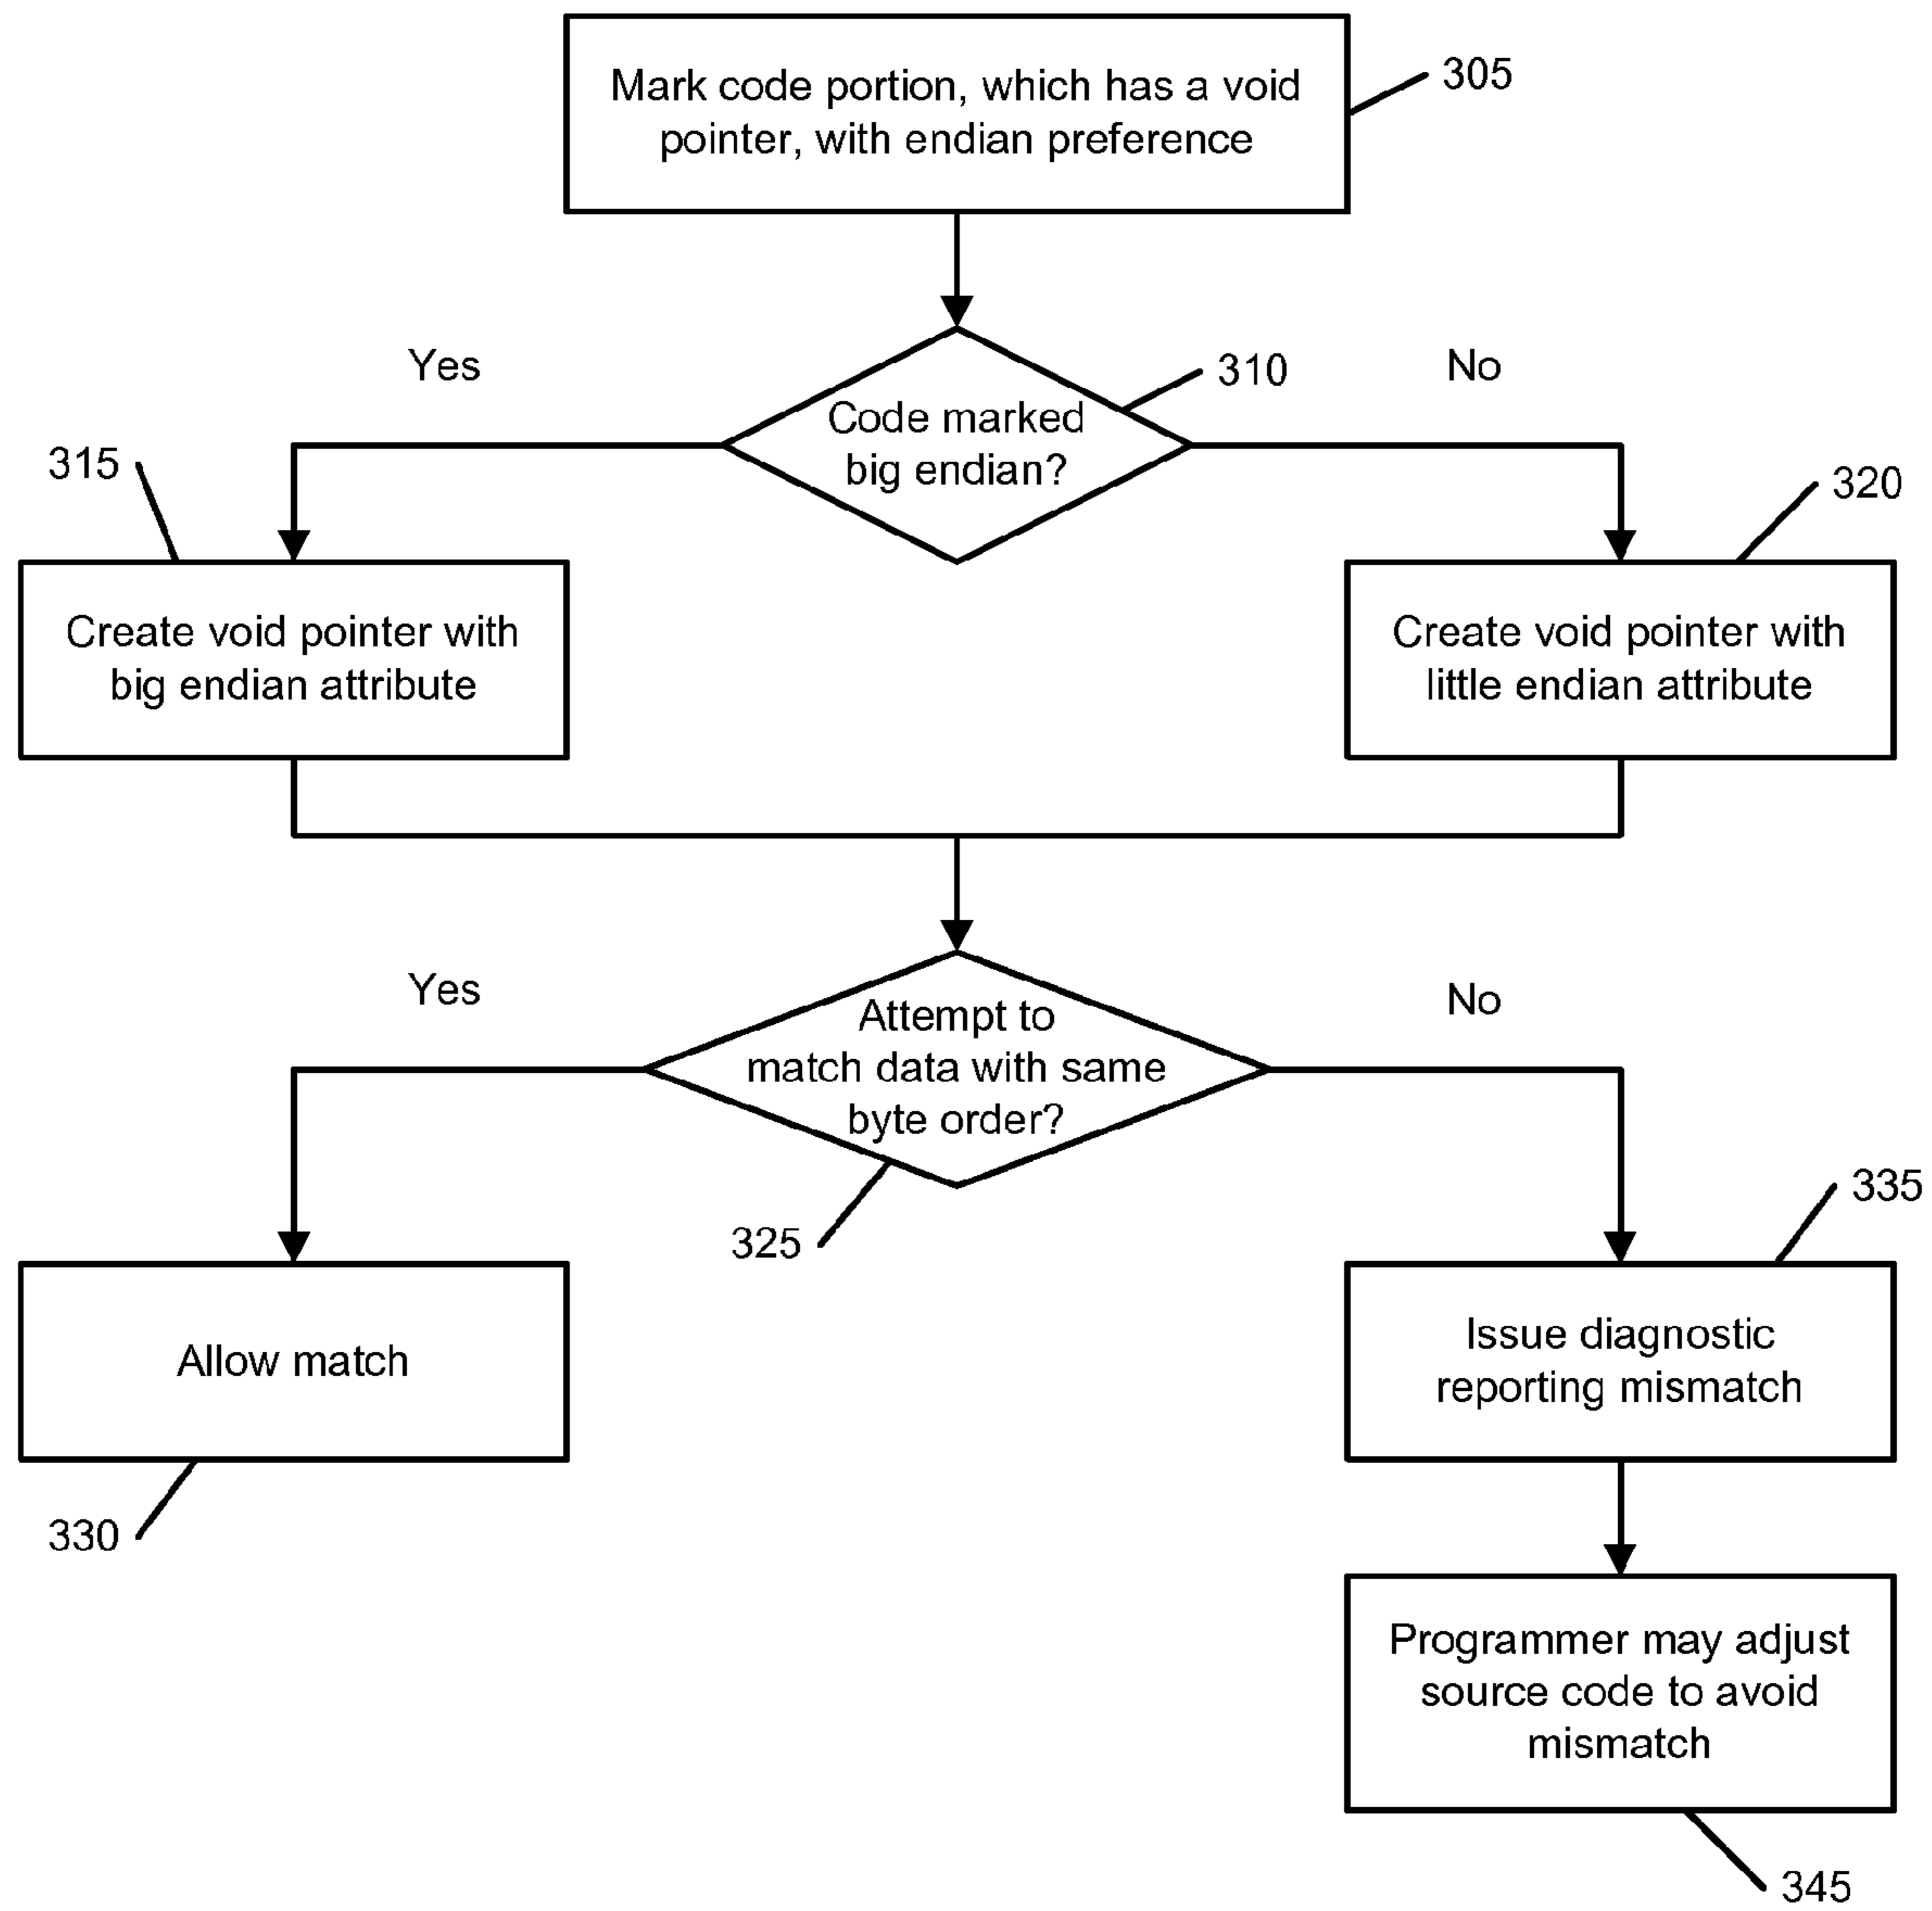 Mark code portion, which has a void
pointer, with endian preference
305
Yes
310
No
Code marked
big endian?
315
320
Create void pointer with
big endian attribute
Create void pointer with
little endian attribute
Yes
No
Attempt to
match data with same
byte order?
325
335
Allow match
Issue diagnostic
reporting mismatch
330
Programmer may adjust
source code to avoid
mismatch
345